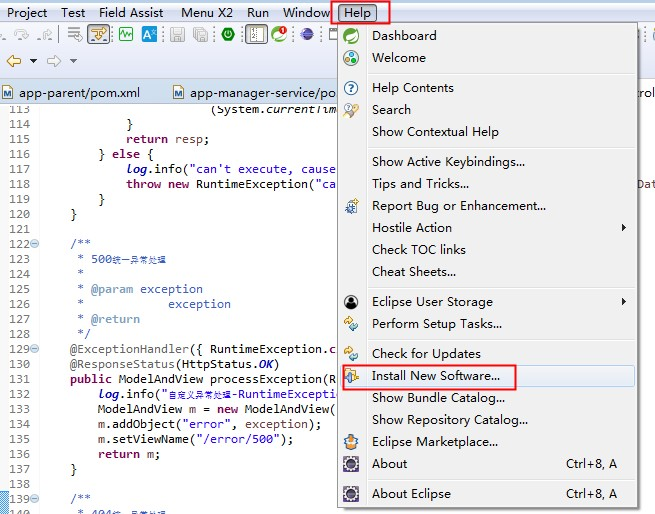 Project Test Field Assist Menu X2 Run Window Help
app-parent/pom.xml app-manager-service/po
113 (System.currentTim
114 }
115 return resp;
116 } else {
117 log.info("can't execute, cause
118 throw new RuntimeException("ca
119 }
120 }
121
122 /**
123 * 500统一异常处理
124 *
125 * @param exception
126 * exception
127 * @return
128 */
129 @ExceptionHandler({ RuntimeException.c
130 @ResponseStatus(HttpStatus.OK)
131 public ModelAndView processException(R
132 log.info("自定义异常处理-RuntimeExceptio
133 ModelAndView m = new ModelAndView(
134 m.addObject("error", exception);
135 m.setViewName("/error/500");
136 return m;
137 }
138
139 /**
140 * 404统一异常处理
Dashboard
Welcome
Help Contents
Search
Show Contextual Help
Show Active Keybindings...
Tips and Tricks...
Report Bug or Enhancement...
Hostile Action
Check TOC links
Cheat Sheets...
Eclipse User Storage
Perform Setup Tasks...
Check for Updates
Install New Software...
Show Bundle Catalog...
Show Repository Catalog...
Eclipse Marketplace...
About Ctrl+8, A
About Eclipse Ctrl+8, A
trol
Dat